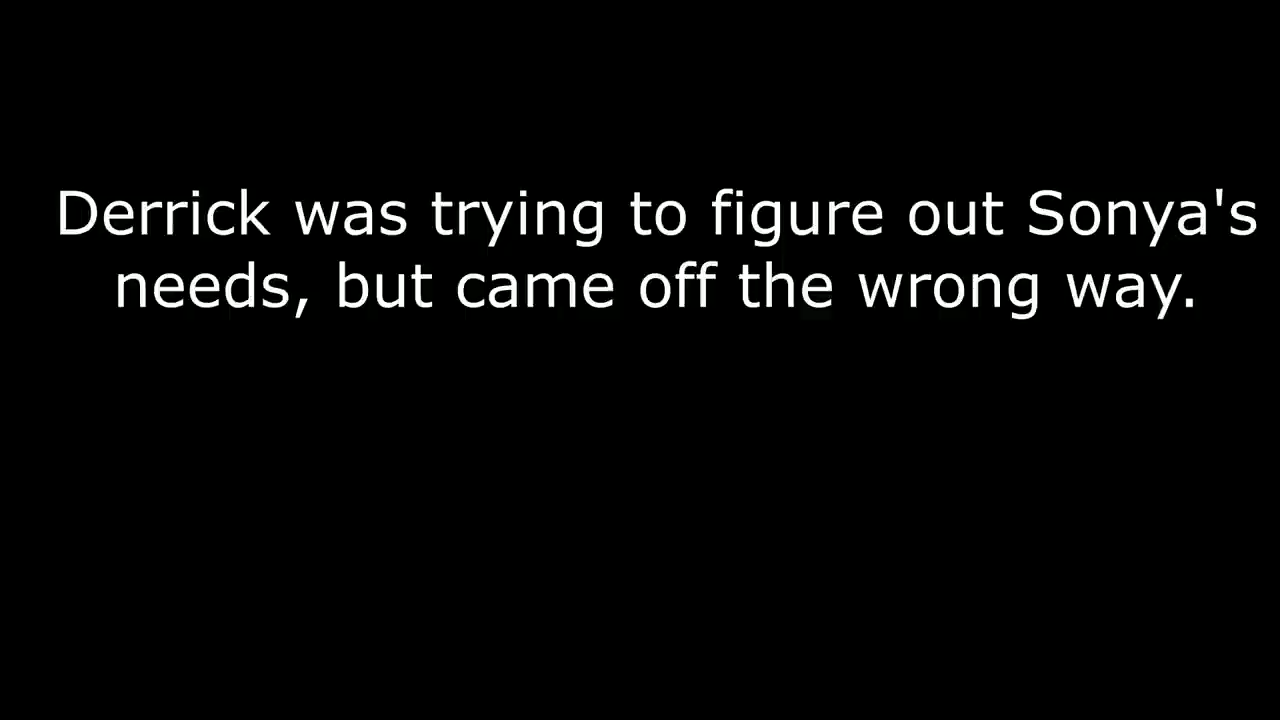 Derrick was trying to figure out Sonya's
needs, but came off the wrong way.